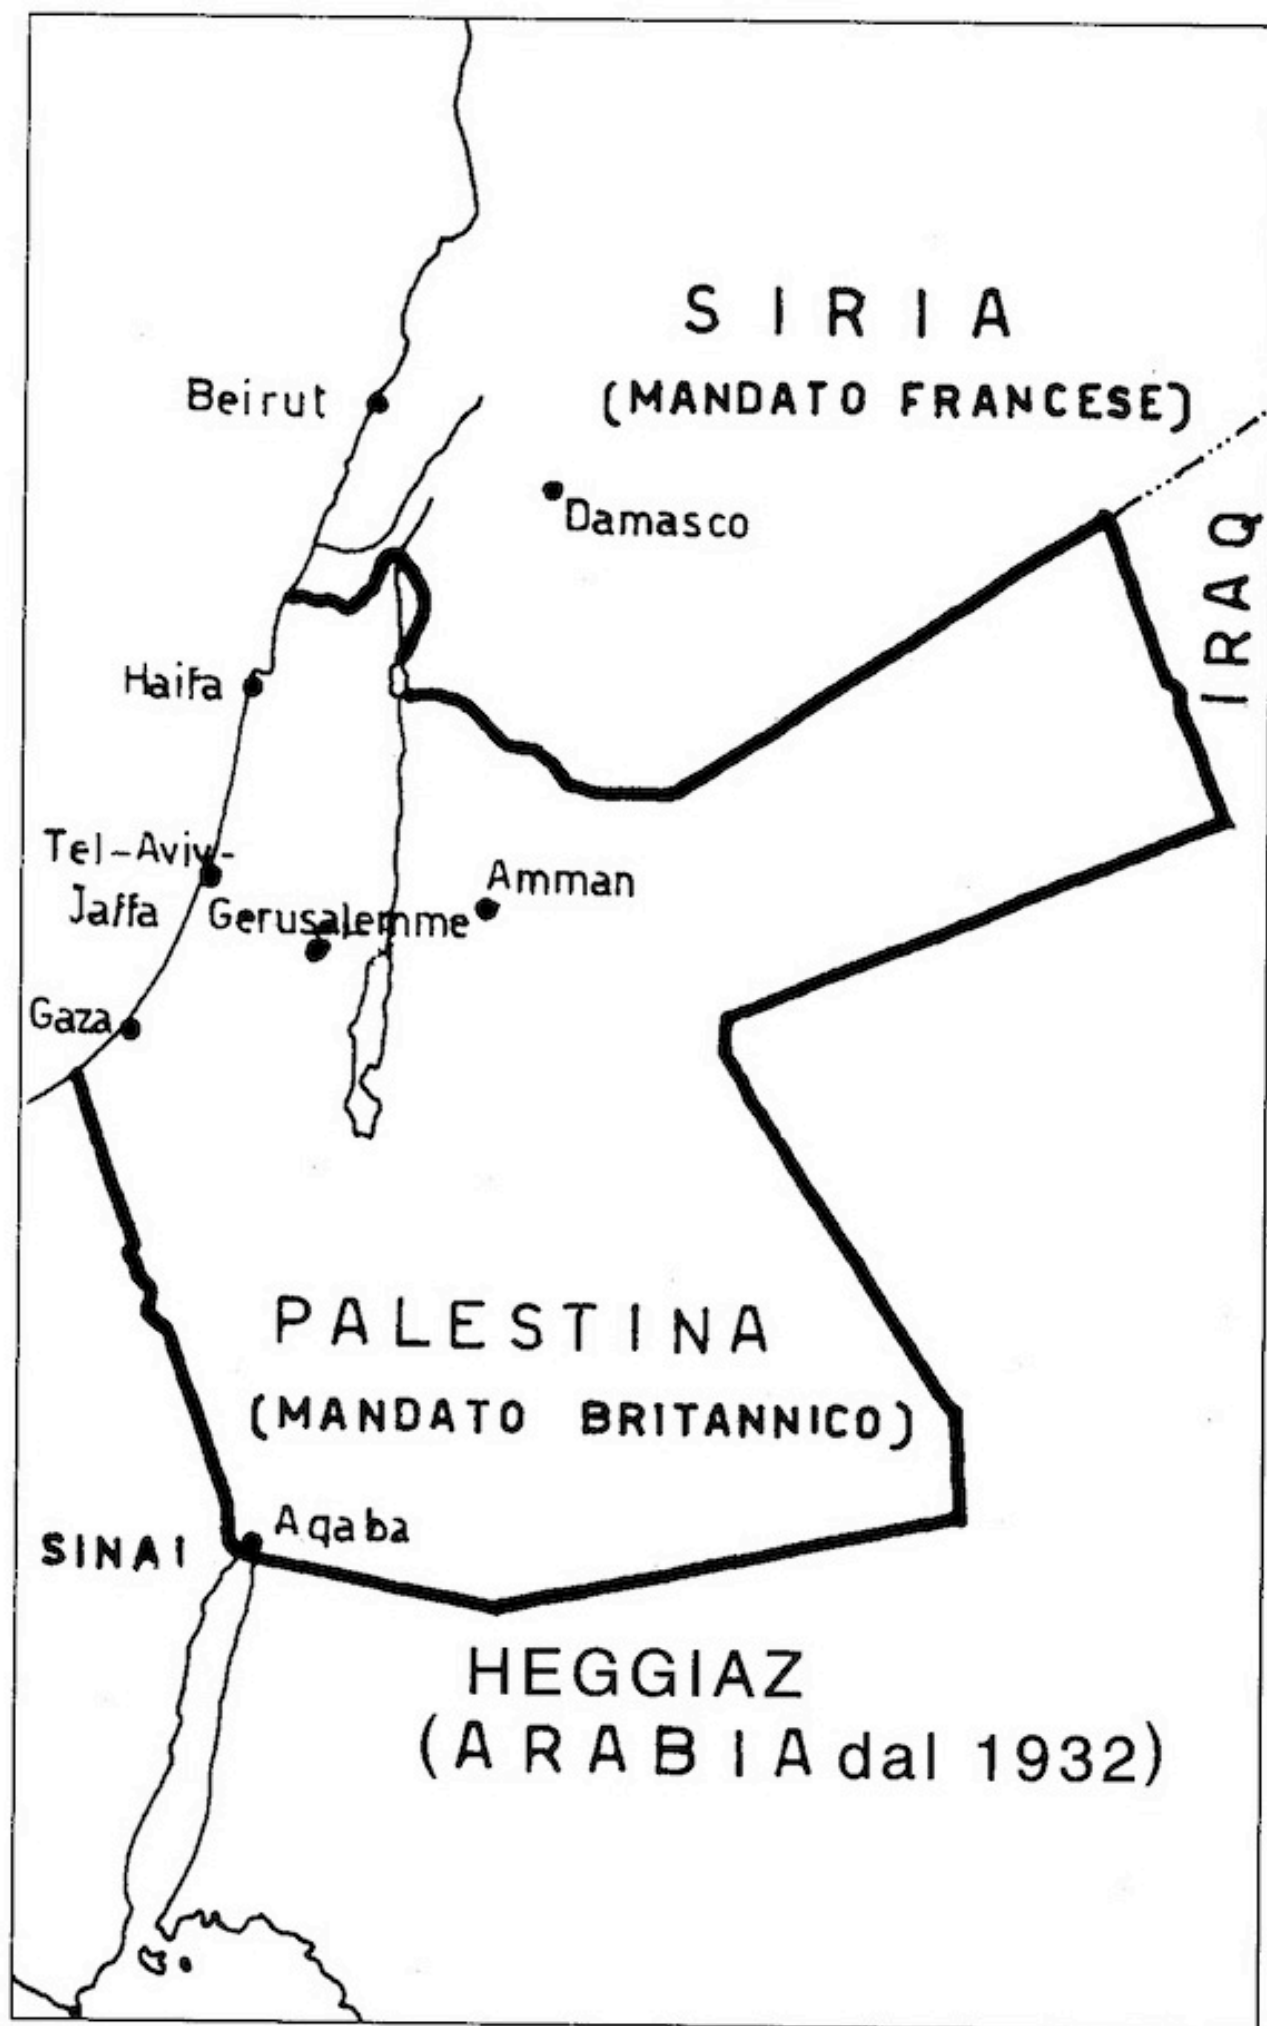 SIRIA
(MANDATO FRANCESE)
Beirut
Damasco
IRAQ
Haifa
Tel-Aviv-
Jaffa
Gerusalemme
Amman
Gaza
PALESTINA
(MANDATO BRITANNICO)
Aqaba
SINAI
HEGGIAZ
(ARABIA dal 1932)